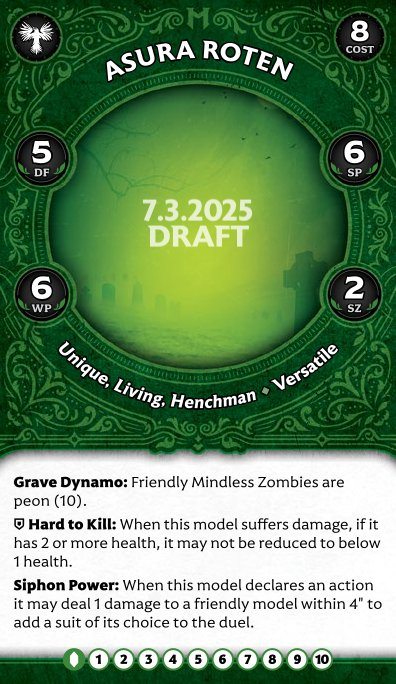 8
COST
ASURA ROTEN
5
DF
6
SP
7.3.2025
DRAFT
6
WP
2
SZ
Unique, Living, Henchman • Versatile
Grave Dynamo: Friendly Mindless Zombies are
peon (10).
Hard to Kill: When this model suffers damage, if it
has 2 or more health, it may not be reduced to below
1 health.
Siphon Power: When this model declares an action
it may deal 1 damage to a friendly model within 4" to
add a suit of its choice to the duel.
1 2 3 4 5 6 7 8 9 10